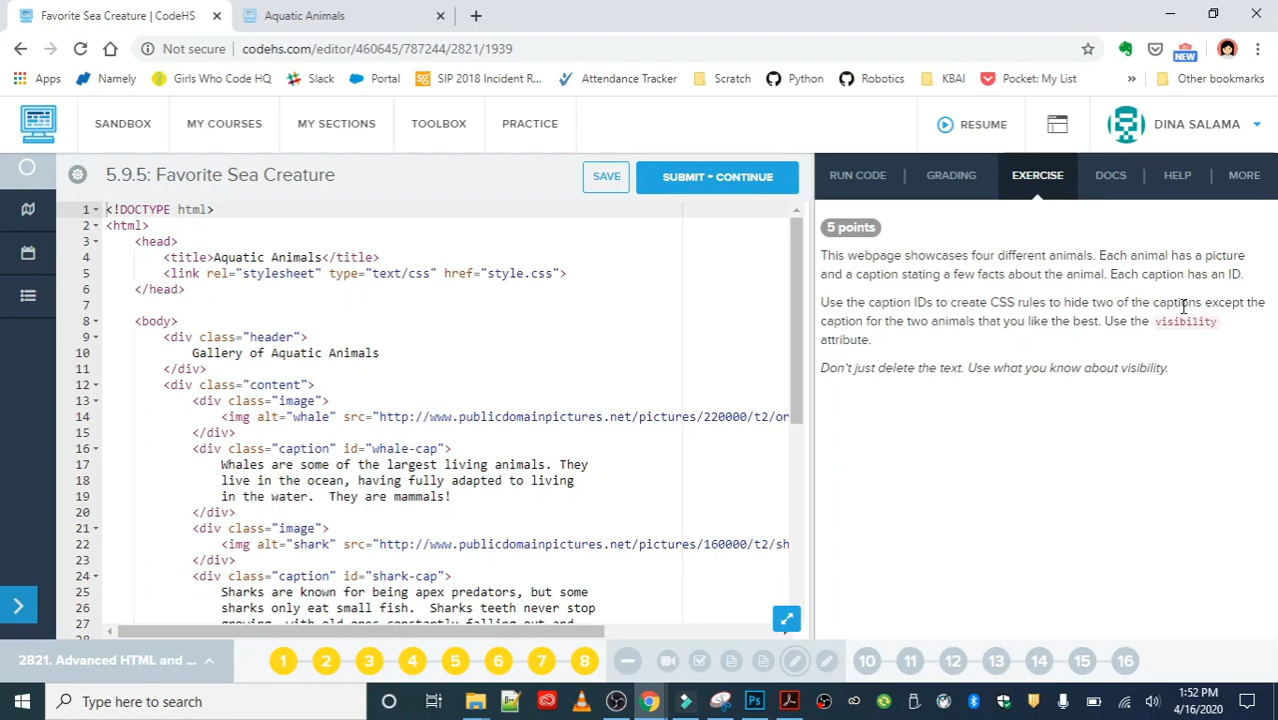 Favorite Sea Creature | CodeHS
Aquatic Animals
Not secure | codehs.com/editor/460645/787244/2821/1939
NEW
Apps
Namely
Girls Who Code HQ
Slack
Portal
SIP 2018 Incident R...
Attendance Tracker
Scratch
Python
Robotics
KBAI
Pocket: My List
»
Other bookmarks
SANDBOX
MY COURSES
MY SECTIONS
TOOLBOX
PRACTICE
RESUME
DINA SALAMA
5.9.5: Favorite Sea Creature
SAVE
SUBMIT + CONTINUE
RUN CODE
GRADING
EXERCISE
DOCS
HELP
MORE
1 <!DOCTYPE html>
2 <html>
3 <head>
4 <title>Aquatic Animals</title>
5 <link rel="stylesheet" type="text/css" href="style.css">
6 </head>
7
8 <body>
9 <div class="header">
10 Gallery of Aquatic Animals
11 </div>
12 <div class="content">
13 <div class="image">
14 <img alt="whale" src="http://www.publicdomainpictures.net/pictures/220000/t2/or
15 </div>
16 <div class="caption" id="whale-cap">
17 Whales are some of the largest living animals. They
18 live in the ocean, having fully adapted to living
19 in the water. They are mammals!
20 </div>
21 <div class="image">
22 <img alt="shark" src="http://www.publicdomainpictures.net/pictures/160000/t2/sh
23 </div>
24 <div class="caption" id="shark-cap">
25 Sharks are known for being apex predators, but some
26 sharks only eat small fish. Sharks teeth never stop
27 growing, with old ones constantly falling out and
28
5 points
This webpage showcases four different animals. Each animal has a picture
and a caption stating a few facts about the animal. Each caption has an ID.
Use the caption IDs to create CSS rules to hide two of the captions except the
caption for the two animals that you like the best. Use the visibility
attribute.
Don't just delete the text. Use what you know about visibility.
2821. Advanced HTML and ...
1 2 3 4 5 6 7 8 10 11 12 13 14 15 16
Type here to search
1:52 PM
4/16/2020